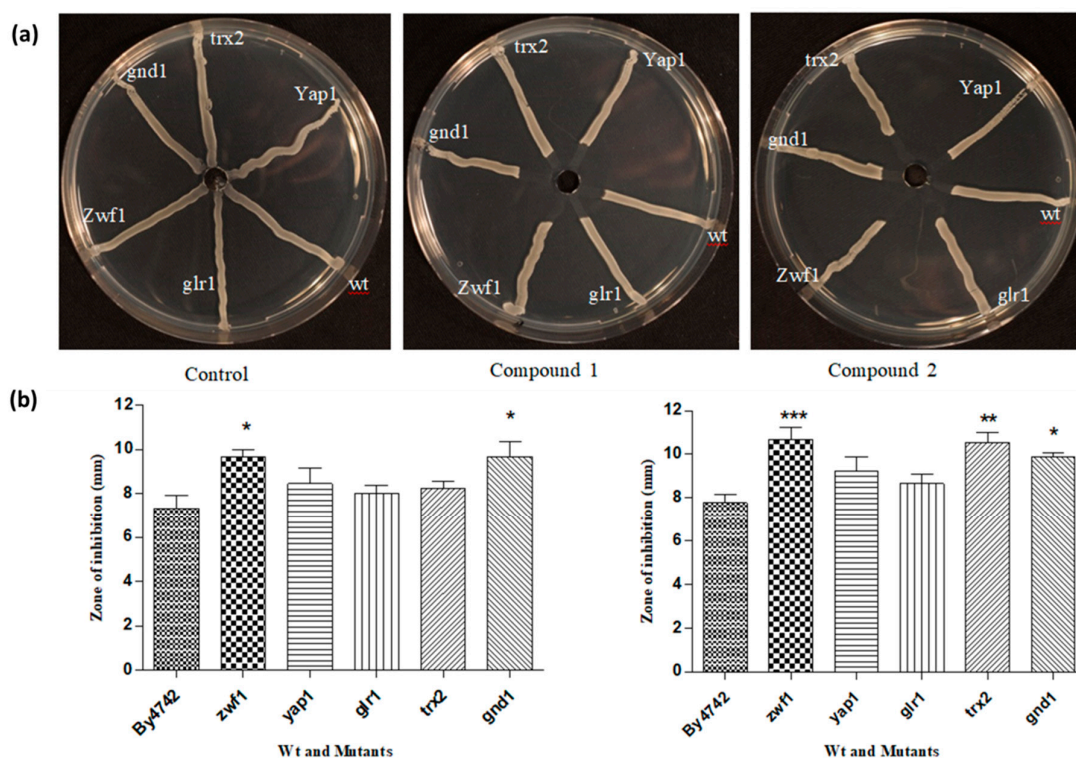 (a)
trx2
gnd1
Yap1
Zwf1
glr1
wt
trx2
Yap1
gnd1
wt
Zwf1
glr1
trx2
Yap1
gnd1
wt
Zwf1
glr1
Control
Compound 1
Compound 2
(b)
12
10
8
6
4
2
0
Zone of inhibition (mm)
*
*
By4742
zwf1
yap1
glr1
trx2
gnd1
Wt and Mutants
12
10
8
6
4
2
0
Zone of inhibition (mm)
***
**
*
By4742
zwf1
yap1
glr1
trx2
gnd1
Wt and Mutants